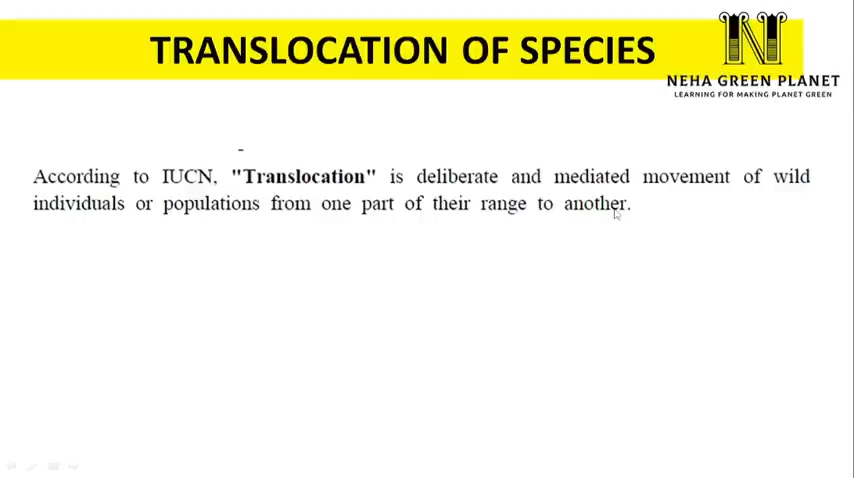 TRANSLOCATION OF SPECIES
N
NEHA GREEN PLANET
LEARNING FOR MAKING PLANET GREEN
-
According to IUCN, "Translocation" is deliberate and mediated movement of wild
individuals or populations from one part of their range to another.